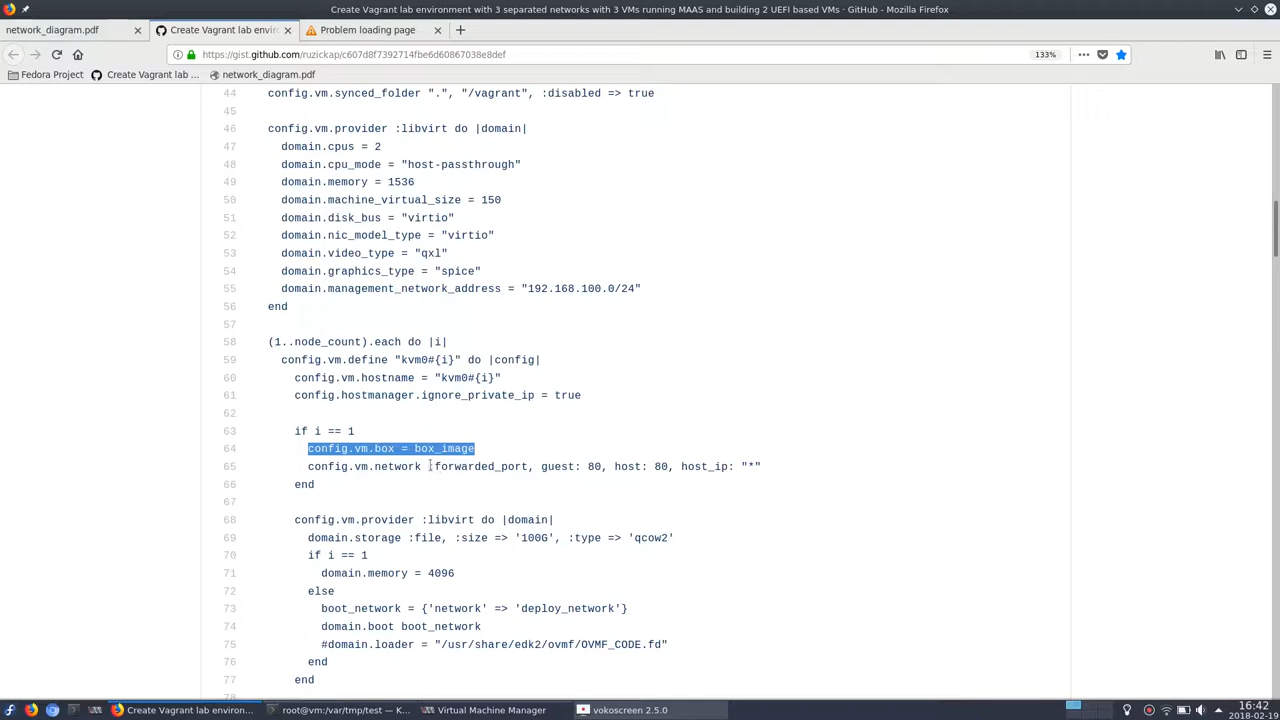 Create Vagrant lab environment with 3 separated networks with 3 VMs running MAAS and building 2 UEFI based VMs · GitHub - Mozilla Firefox
network_diagram.pdf
Create Vagrant lab envir
Problem loading page
https://gist.github.com/ruzickap/c607d8f7392714fbe6d60867038e8def
133%
Fedora Project
Create Vagrant lab ...
network_diagram.pdf
44 config.vm.synced_folder ".", "/vagrant", :disabled => true
45
46 config.vm.provider :libvirt do |domain|
47 domain.cpus = 2
48 domain.cpu_mode = "host-passthrough"
49 domain.memory = 1536
50 domain.machine_virtual_size = 150
51 domain.disk_bus = "virtio"
52 domain.nic_model_type = "virtio"
53 domain.video_type = "qxl"
54 domain.graphics_type = "spice"
55 domain.management_network_address = "192.168.100.0/24"
56 end
57
58 (1..node_count).each do |i|
59 config.vm.define "kvm0#{i}" do |config|
60 config.vm.hostname = "kvm0#{i}"
61 config.hostmanager.ignore_private_ip = true
62
63 if i == 1
64 config.vm.box = box_image
65 config.vm.network :forwarded_port, guest: 80, host: 80, host_ip: "*"
66 end
67
68 config.vm.provider :libvirt do |domain|
69 domain.storage :file, :size => '100G', :type => 'qcow2'
70 if i == 1
71 domain.memory = 4096
72 else
73 boot_network = {'network' => 'deploy_network'}
74 domain.boot boot_network
75 #domain.loader = "/usr/share/edk2/ovmf/OVMF_CODE.fd"
76 end
77 end
Create Vagrant lab environ...
root@vm:/var/tmp/test — K...
Virtual Machine Manager
vokoscreen 2.5.0
16:42
2018-02-19